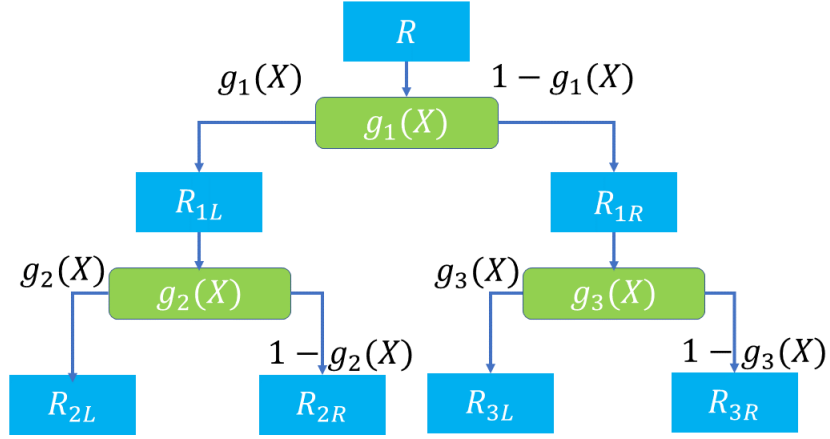 R
g₁(X)
1 − g₁(X)
g₁(X)
R₁L
R₁R
g₂(X)
g₂(X)
g₃(X)
g₃(X)
1 − g₂(X)
1 − g₃(X)
R₂L
R₂R
R₃L
R₃R